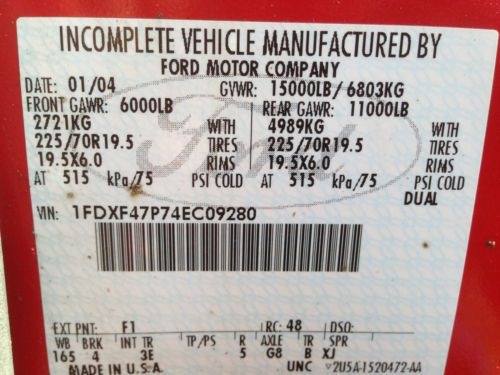 INCOMPLETE VEHICLE MANUFACTURED BY
FORD MOTOR COMPANY
DATE: 01/04 GVWR: 15000LB/ 6803KG
FRONT GAWR: 6000LB REAR GAWR: 11000LB
2721KG WITH 4989KG WITH
225/70R19.5 TIRES 225/70R19.5 TIRES
19.5X6.0 RIMS 19.5X6.0 RIMS
AT 515 kPa/75 PSI COLD AT 515 kPa/75 PSI COLD
DUAL
VIN: 1FDXF47P74EC09280
Ford
EXT PNT: F1 RC: 48 DSO:
WB BRK INT TR TP/PS R AXLE TR SPR
165 4 3E 5 G8 B XJ
MADE IN U.S.A. UNC ▽2U5A-1520472-AA